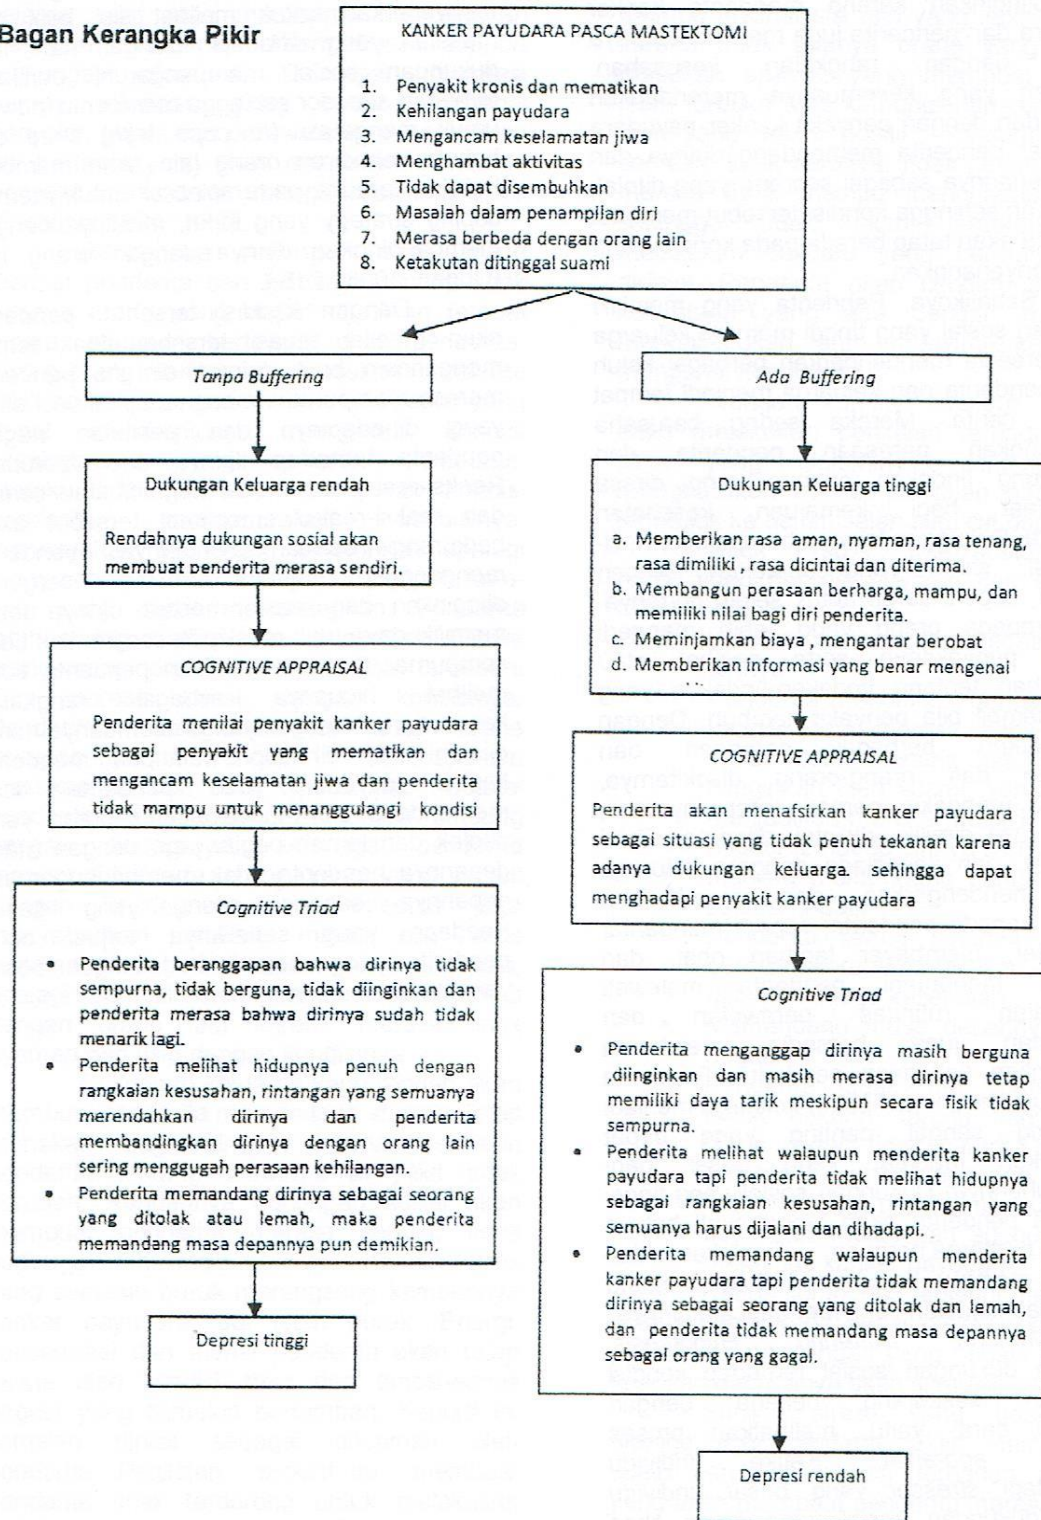 Bagan Kerangka Pikir
KANKER PAYUDARA PASCA MASTEKTOMI
1. Penyakit kronis dan mematikan
2. Kehilangan payudara
3. Mengancam keselamatan jiwa
4. Menghambat aktivitas
5. Tidak dapat disembuhkan
6. Masalah dalam penampilan diri
7. Merasa berbeda dengan orang lain
8. Ketakutan ditinggal suami
Tanpa Buffering
Dukungan Keluarga rendah
Rendahnya dukungan sosial akan
membuat penderita merasa sendiri.
COGNITIVE APPRAISAL
Penderita menilai penyakit kanker payudara
sebagai penyakit yang mematikan dan
mengancam keselamatan jiwa dan penderita
tidak mampu untuk menanggulangi kondisi
Cognitive Triad
• Penderita beranggapan bahwa dirinya tidak
sempurna, tidak berguna, tidak diinginkan dan
penderita merasa bahwa dirinya sudah tidak
menarik lagi.
• Penderita melihat hidupnya penuh dengan
rangkaian kesusahan, rintangan yang semuanya
merendahkan dirinya dan penderita
membandingkan dirinya dengan orang lain
sering menggugah perasaan kehilangan.
• Penderita memandang dirinya sebagai seorang
yang ditolak atau lemah, maka penderita
memandang masa depannya pun demikian.
Depresi tinggi
Ada Buffering
Dukungan Keluarga tinggi
a. Memberikan rasa aman, nyaman, rasa tenang,
rasa dimiliki , rasa dicintai dan diterima.
b. Membangun perasaan berharga, mampu, dan
memiliki nilai bagi diri penderita.
c. Meminjamkan biaya , mengantar berobat
d. Memberikan informasi yang benar mengenai
COGNITIVE APPRAISAL
Penderita akan menafsirkan kanker payudara
sebagai situasi yang tidak penuh tekanan karena
adanya dukungan keluarga. sehingga dapat
menghadapi penyakit kanker payudara
Cognitive Triad
• Penderita menganggap dirinya masih berguna
,diinginkan dan masih merasa dirinya tetap
memiliki daya tarik meskipun secara fisik tidak
sempurna.
• Penderita melihat walaupun menderita kanker
payudara tapi penderita tidak melihat hidupnya
sebagai rangkaian kesusahan, rintangan yang
semuanya harus dijalani dan dihadapi.
• Penderita memandang walaupun menderita
kanker payudara tapi penderita tidak memandang
dirinya sebagai seorang yang ditolak dan lemah,
dan penderita tidak memandang masa depannya
sebagai orang yang gagal.
Depresi rendah